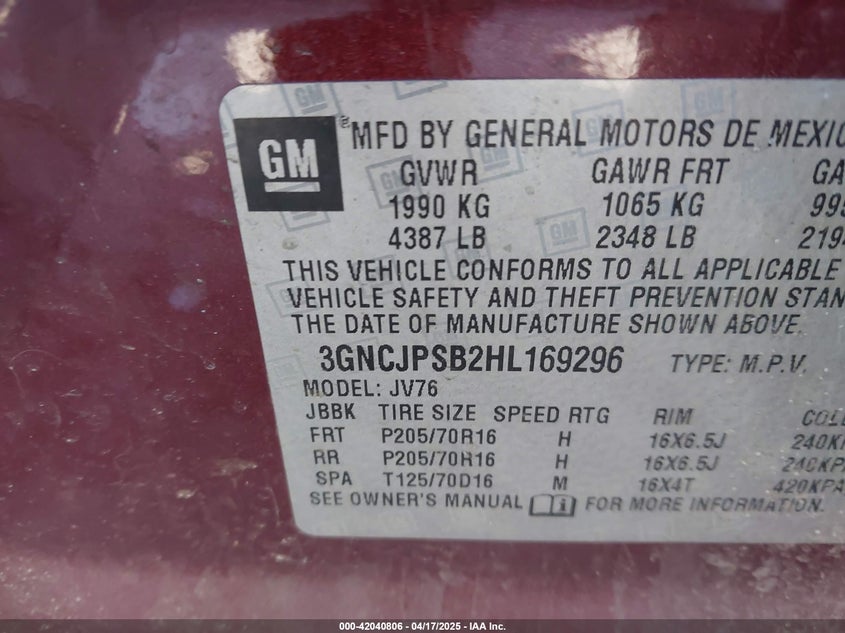 GM
® MFD BY GENERAL MOTORS DE MEXIC
GVWR GAWR FRT GA
1990 KG 1065 KG 995
4387 LB 2348 LB 2194
THIS VEHICLE CONFORMS TO ALL APPLICABLE
VEHICLE SAFETY AND THEFT PREVENTION STAN
THE DATE OF MANUFACTURE SHOWN ABOVE.
3GNCJPSB2HL169296 TYPE: M.P.V.
MODEL: JV76
JBBK TIRE SIZE SPEED RTG RIM COL
FRT P205/70R16 H 16X6.5J 240KP
RR P205/70R16 H 16X6.5J 240KPA
SPA T125/70D16 M 16X4T 420KPA
SEE OWNER'S MANUAL FOR MORE INFORMATION.
000-42040806 - 04/17/2025 - IAA Inc.